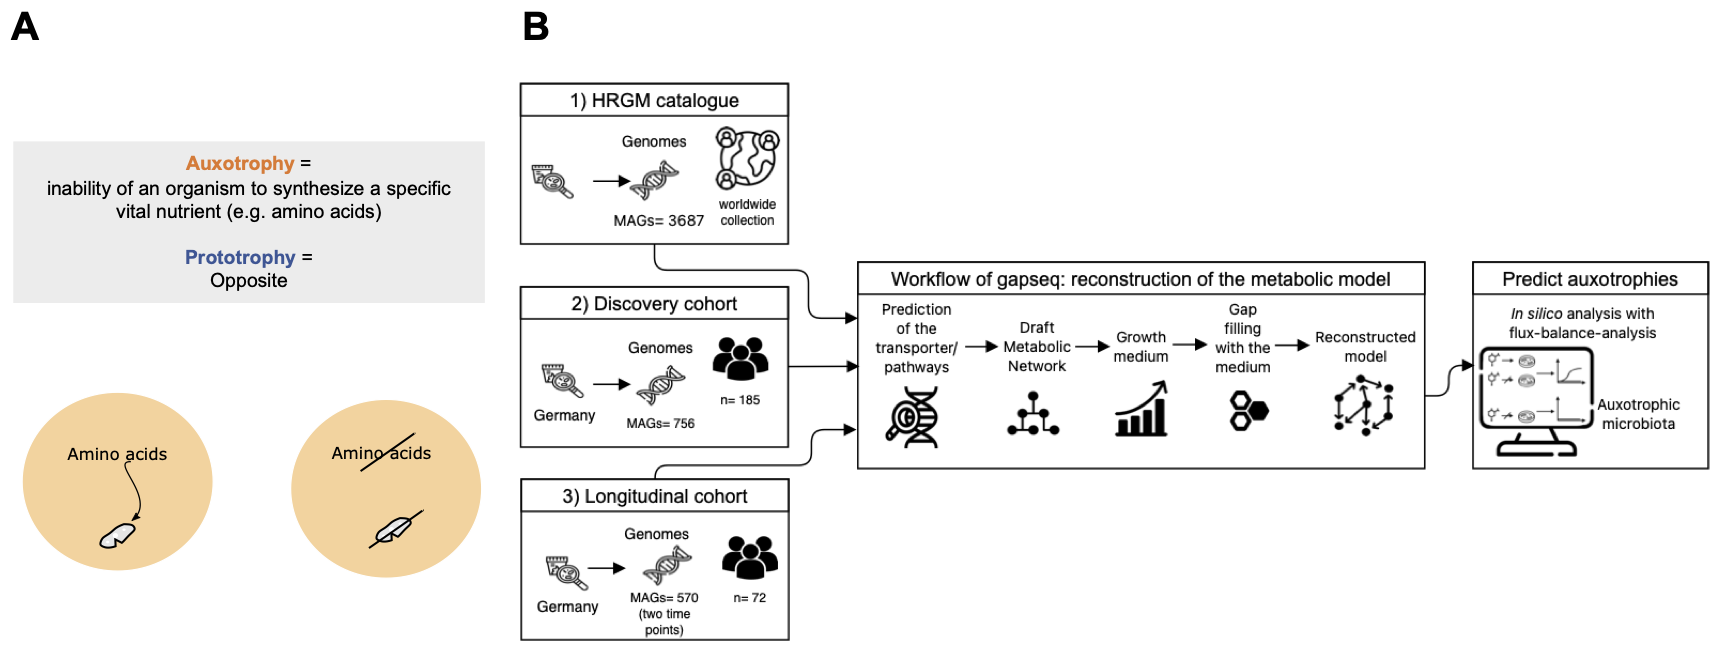 A
Auxotrophy =
inability of an organism to synthesize a specific
vital nutrient (e.g. amino acids)
Prototrophy =
Opposite
Amino acids
Amino acids
B
1) HRGM catalogue
Genomes
MAGs= 3687
worldwide
collection
2) Discovery cohort
Genomes
Germany
MAGs= 756
n= 185
3) Longitudinal cohort
Genomes
Germany
MAGs= 570
(two time
points)
n= 72
Workflow of gapseq: reconstruction of the metabolic model
Prediction
of the
transporter/
pathways
Draft
Metabolic
Network
Growth
medium
Gap
filling
with the
medium
Reconstructed
model
Predict auxotrophies
In silico analysis with
flux-balance-analysis
Auxotrophic
microbiota